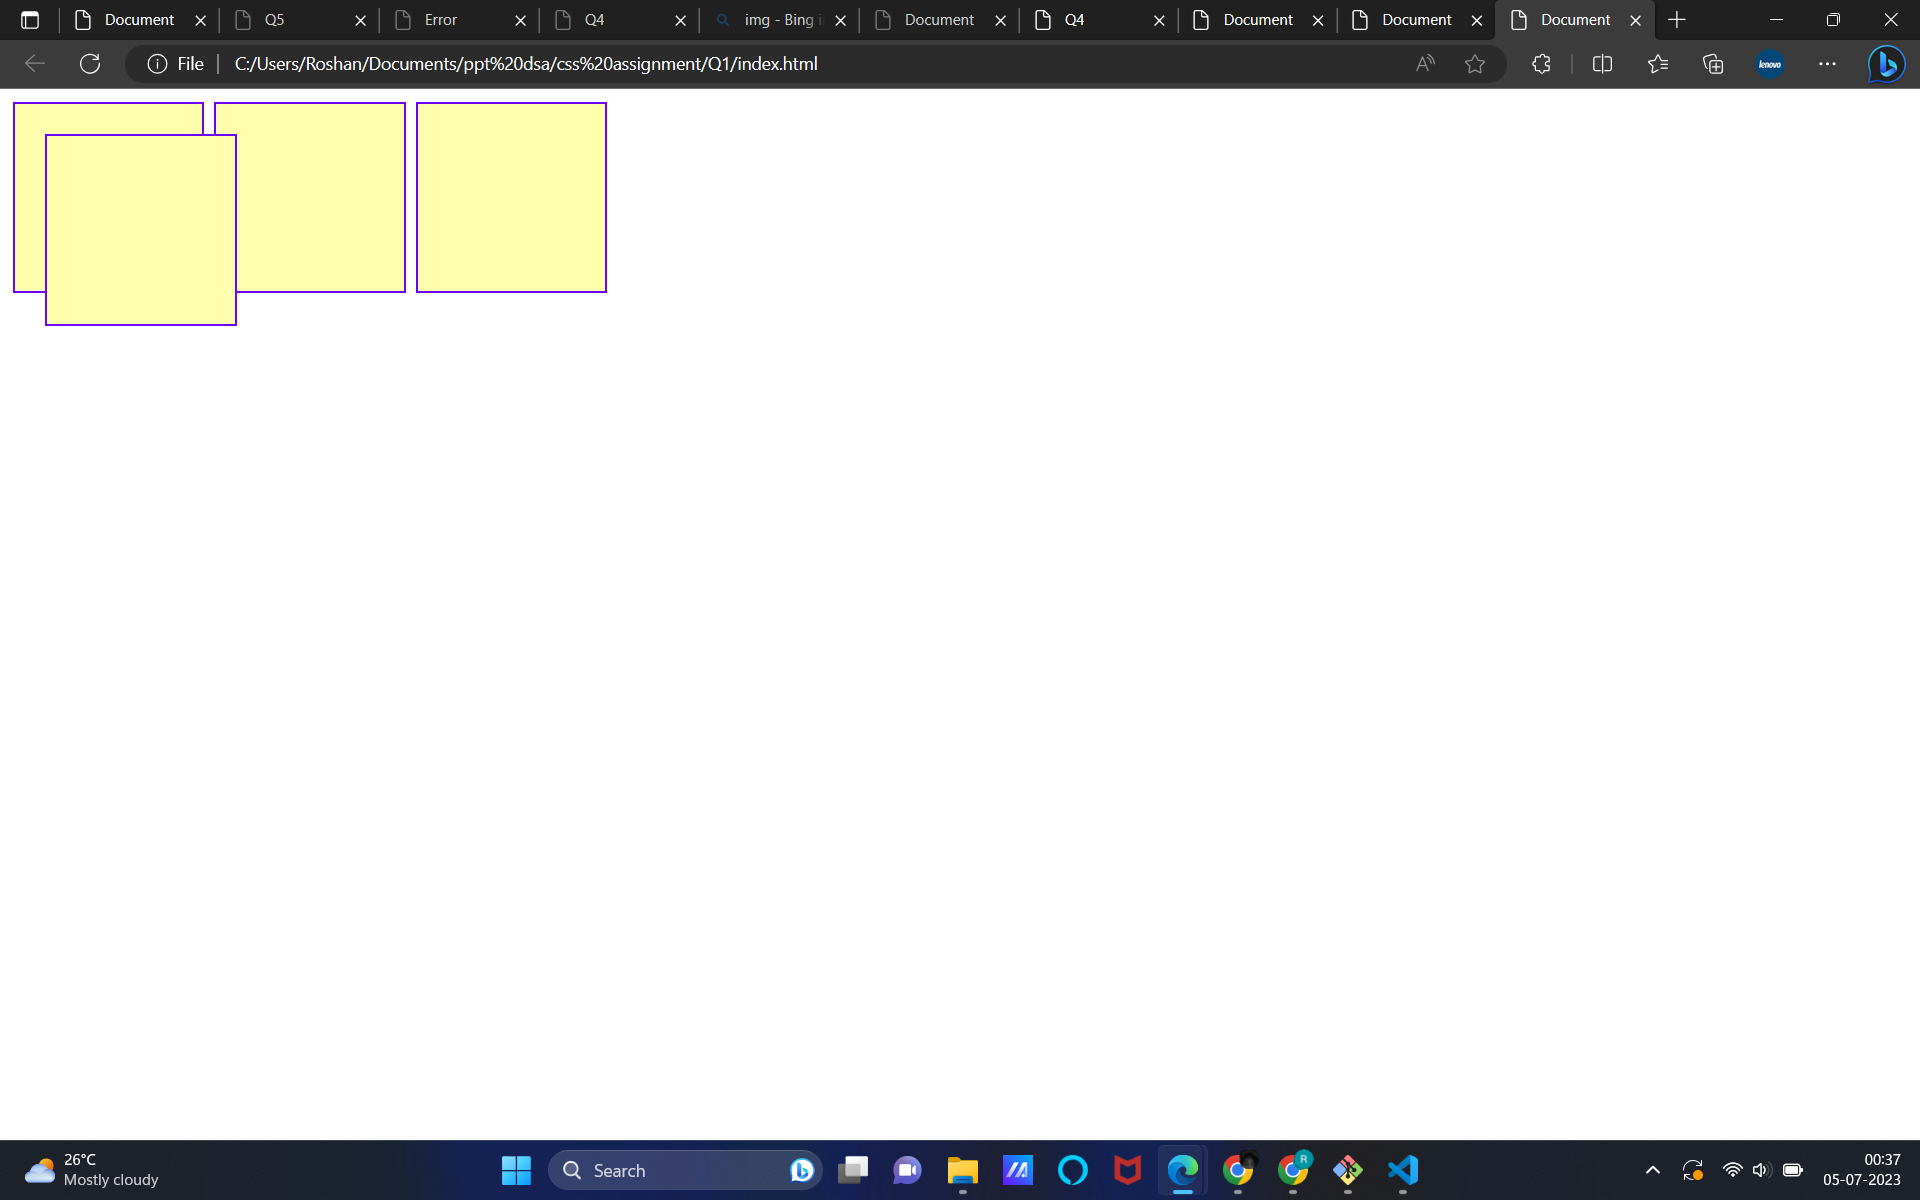 Document
Q5
Error
Q4
img - Bing i
Document
Q4
Document
Document
Document
File
C:/Users/Roshan/Documents/ppt%20dsa/css%20assignment/Q1/index.html
A
lenovo
26°C
Mostly cloudy
Search
R
00:37
05-07-2023